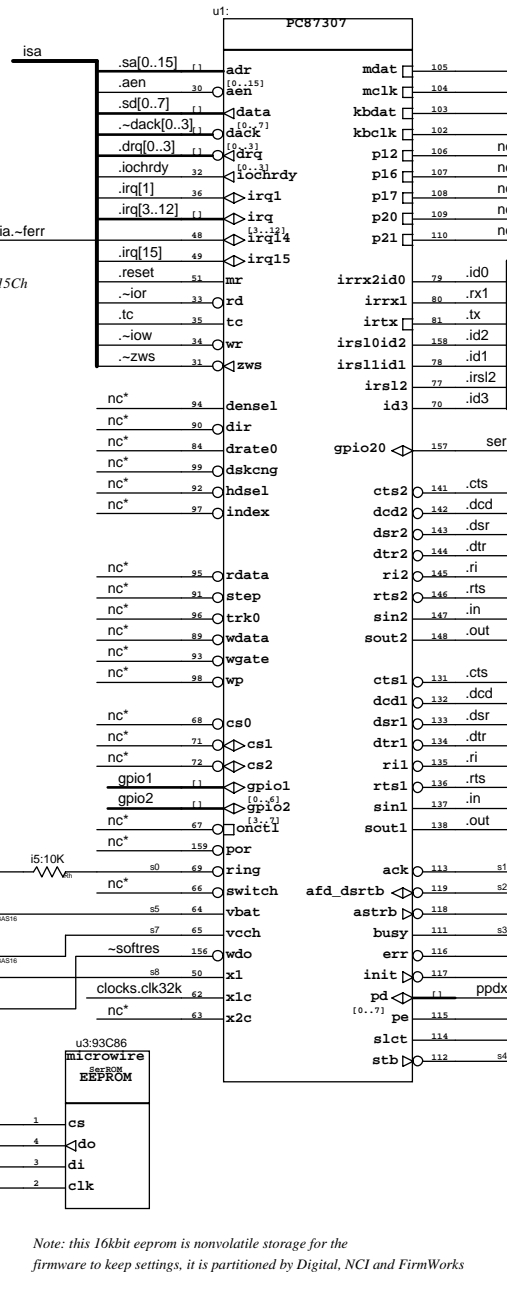 u1:
PC87307
isa
.sa[0..15] [] adr [0..15] mdat 105
.aen 30 aen mclk 104
.sd[0..7] [] data [0..7] kbdat 103
.~dack[0..3] [] dack [0..3] kbclk 102
.drq[0..3] [] drq [0..3] p12 106
.iochrdy 32 iochrdy p16 107
.irq[1] 36 irq1 p17 108
.irq[3..12] [] irq [3..12] p20 109
ia.~ferr 48 irq14 p21 110
.irq[15] 49 irq15
15Ch
.reset 51 mr irrx2id0 79 .id0
.~ior 33 rd irrx1 80 .rx1
.tc 35 tc irtx 81 .tx
.~iow 34 wr irsl0id2 158 .id2
.~zws 31 zws irsl1id1 78 .id1
irsl2 77 .irsl2
nc* 94 densel id3 70 .id3
nc* 90 dir
nc* 84 drate0 gpio20 157 ser
nc* 99 dskcng
nc* 92 hdsel cts2 141 .cts
nc* 97 index dcd2 142 .dcd
dsr2 143 .dsr
dtr2 144 .dtr
nc* 95 rdata ri2 145 .ri
nc* 91 step rts2 146 .rts
nc* 96 trk0 sin2 147 .in
nc* 89 wdata sout2 148 .out
nc* 93 wgate
nc* 98 wp cts1 131 .cts
dcd1 132 .dcd
nc* 68 cs0 dsr1 133 .dsr
nc* 71 cs1 dtr1 134 .dtr
nc* 72 cs2 ri1 135 .ri
gpio1 [] gpio1 [0..6] rts1 136 .rts
gpio2 [] gpio2 [3..7] sin1 137 .in
nc* 67 onctl sout1 138 .out
nc* 159 por
i5:10K s0 69 ring ack 113 s1
nc* 66 switch afd_dsrtb 119 s2
s5 64 vbat astrb 118
s7 65 vcch busy 111 s3
~softres 156 wdo err 116
s8 50 x1 init 117
clocks.clk32k 62 x1c pd [0..7] [] ppdx
nc* 63 x2c pe 115
slct 114
stb 112 s4
u3:93C86
microwire
SerROM
EEPROM
1 cs
4 do
3 di
2 clk
Note: this 16kbit eeprom is nonvolatile storage for the
firmware to keep settings, it is partitioned by Digital, NCI and FirmWorks